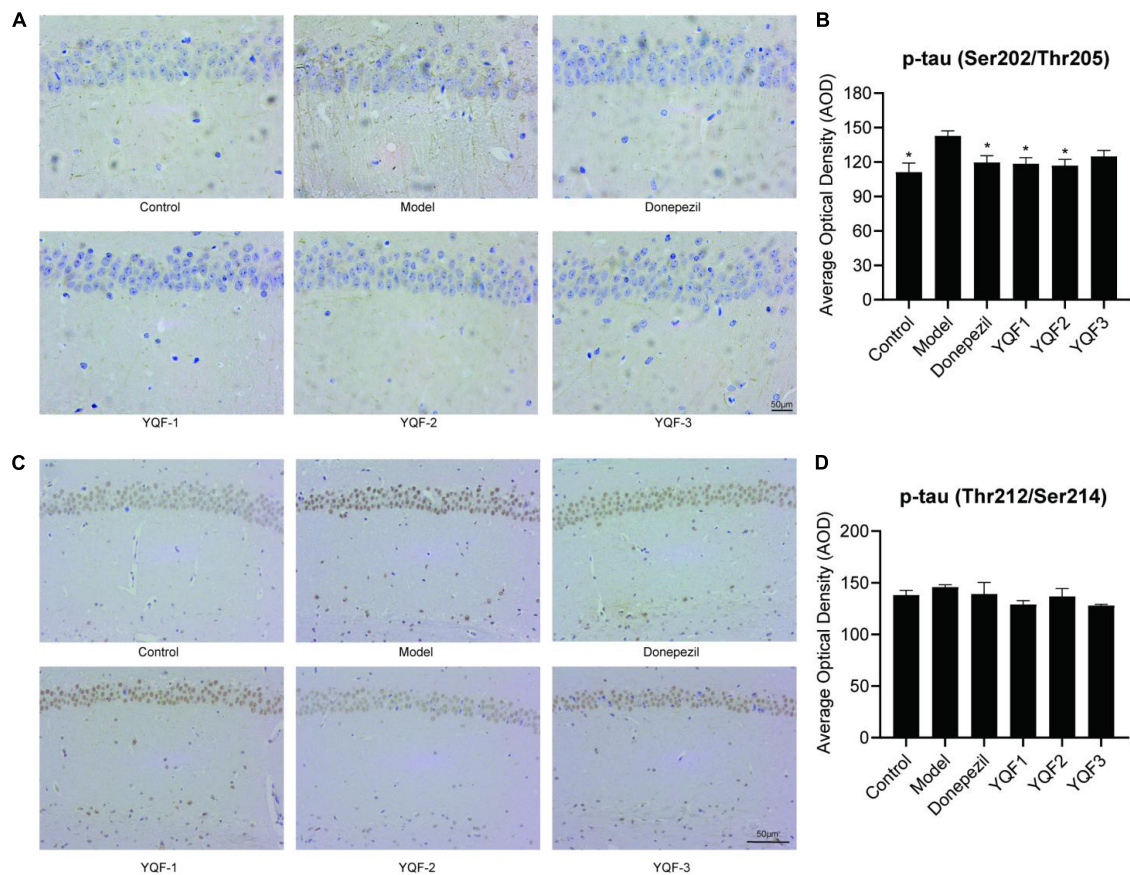 A
Control
Model
Donepezil
YQF-1
YQF-2
YQF-3
50μm
B
p-tau (Ser202/Thr205)
Average Optical Density (AOD)
180
150
120
90
60
30
0
*
*
*
*
Control
Model
Donepezil
YQF1
YQF2
YQF3
C
Control
Model
Donepezil
YQF-1
YQF-2
YQF-3
50μm
D
p-tau (Thr212/Ser214)
Average Optical Density (AOD)
200
150
100
50
0
Control
Model
Donepezil
YQF1
YQF2
YQF3